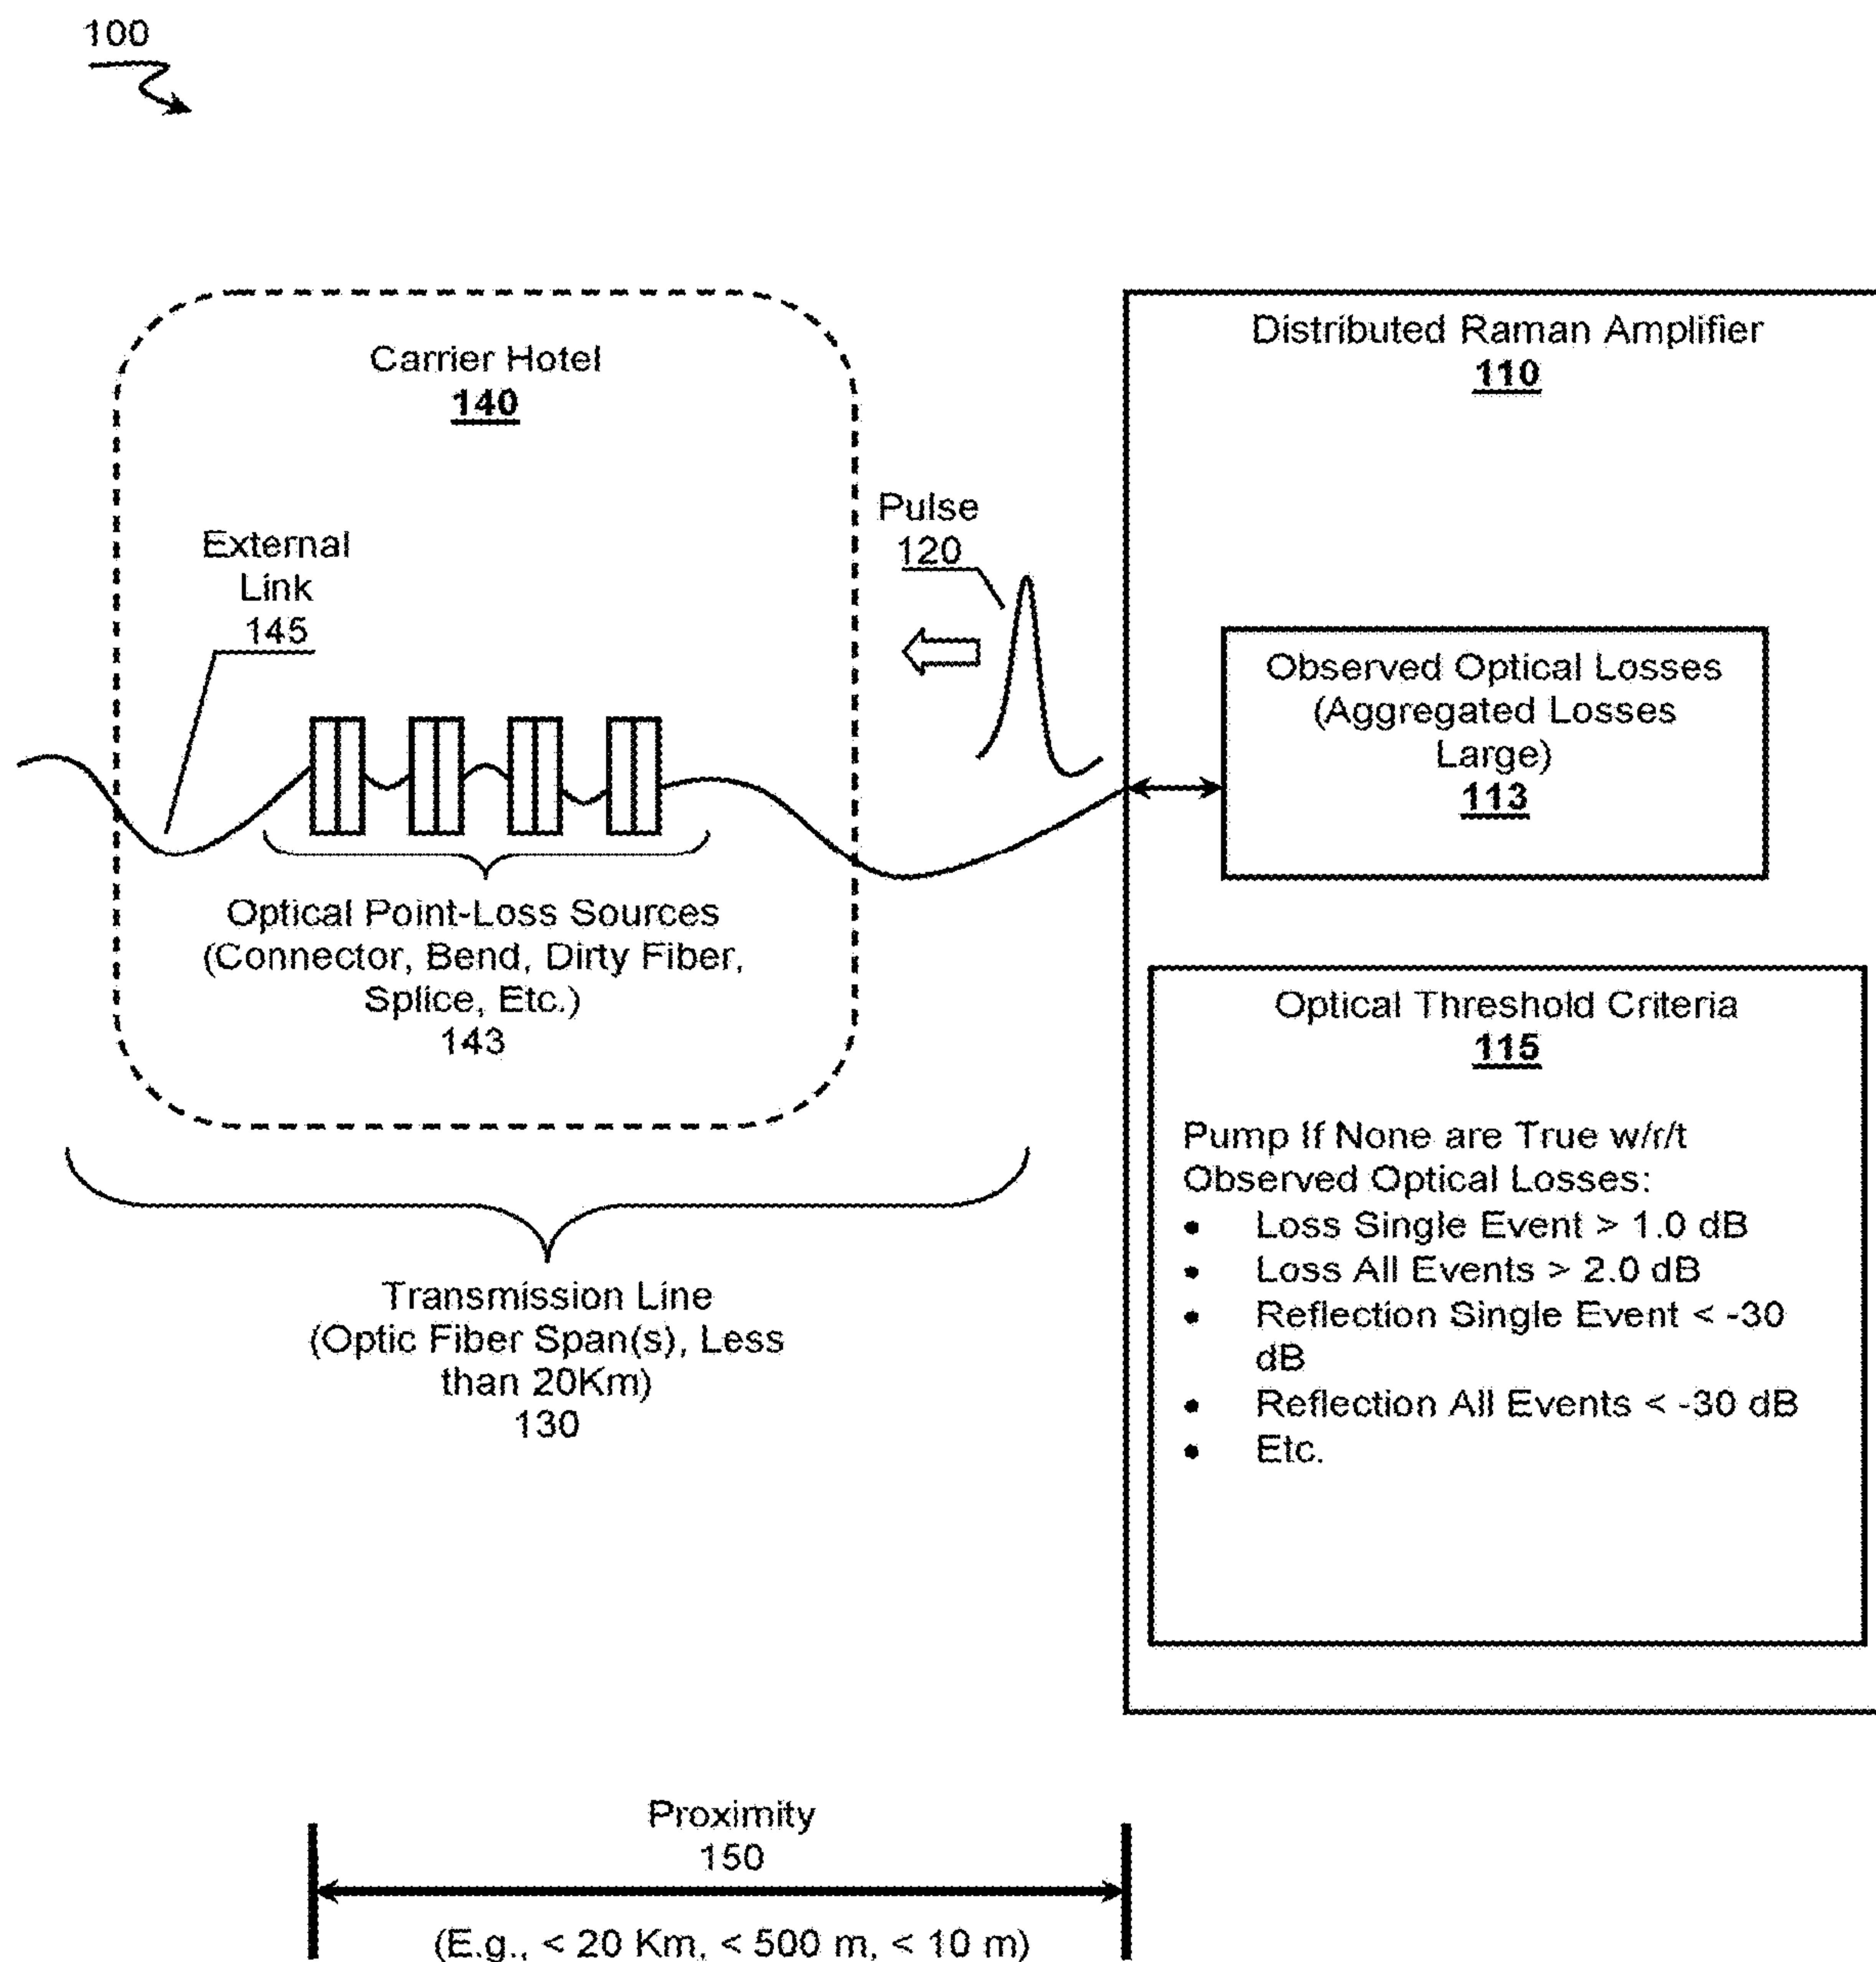 100
Carrier Hotel
140
External
Link
145
Optical Point-Loss Sources
(Connector, Bend, Dirty Fiber,
Splice, Etc.)
143
Pulse
120
Distributed Raman Amplifier
110
Observed Optical Losses
(Aggregated Losses
Large)
113
Optical Threshold Criteria
115
Pump If None are True w/r/t
Observed Optical Losses:
• Loss Single Event > 1.0 dB
• Loss All Events > 2.0 dB
• Reflection Single Event < -30
dB
• Reflection All Events < -30 dB
• Etc.
Transmission Line
(Optic Fiber Span(s), Less
than 20Km)
130
Proximity
150
(E.g., < 20 Km, < 500 m, < 10 m)